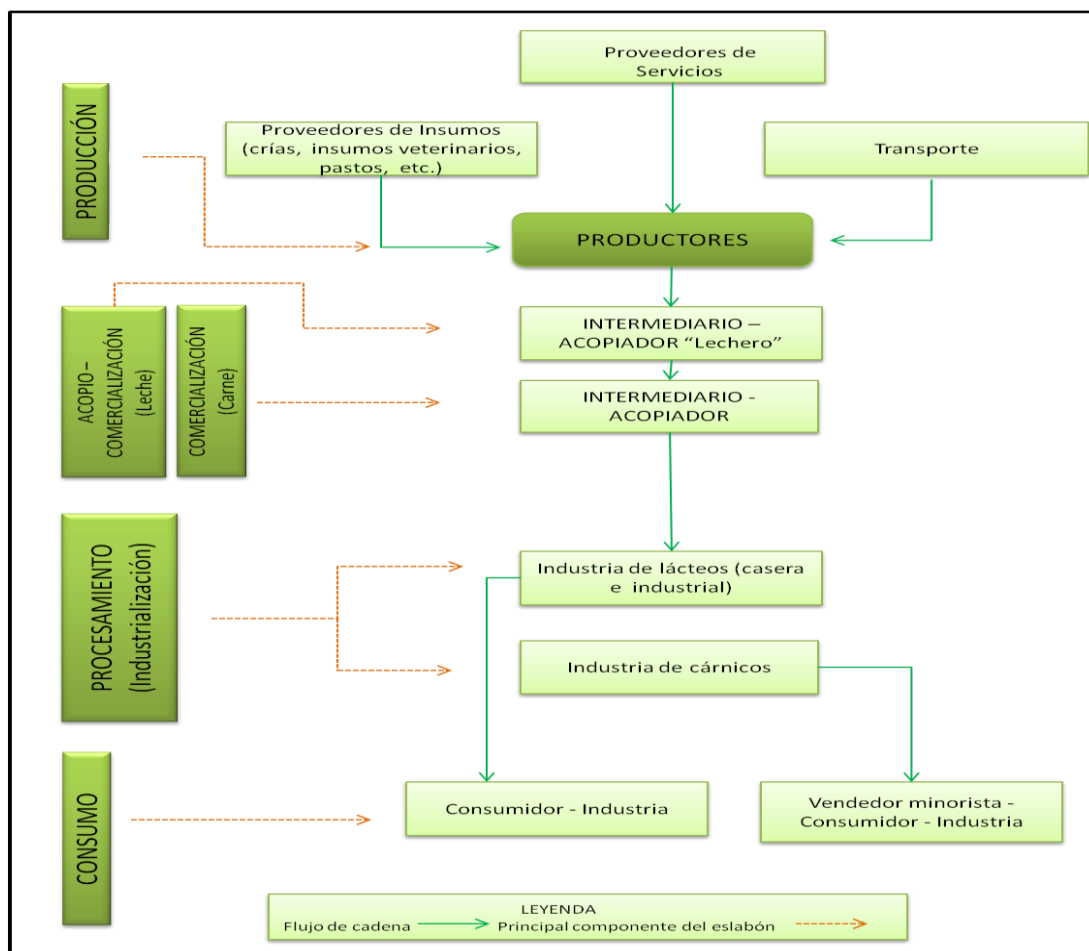 Proveedores de
Servicios
PRODUCCIÓN
Proveedores de Insumos
(crías, insumos veterinarios,
pastos, etc.)
Transporte
PRODUCTORES
ACOPIO –
COMERCIALIZACIÓN
(Leche)
COMERCIALIZACIÓN
(Carne)
INTERMEDIARIO –
ACOPIADOR “Lechero”
INTERMEDIARIO -
ACOPIADOR
PROCESAMIENTO
(Industrialización)
Industria de lácteos (casera
e industrial)
Industria de cárnicos
CONSUMO
Consumidor - Industria
Vendedor minorista -
Consumidor - Industria
LEYENDA
Flujo de cadena
Principal componente del eslabón